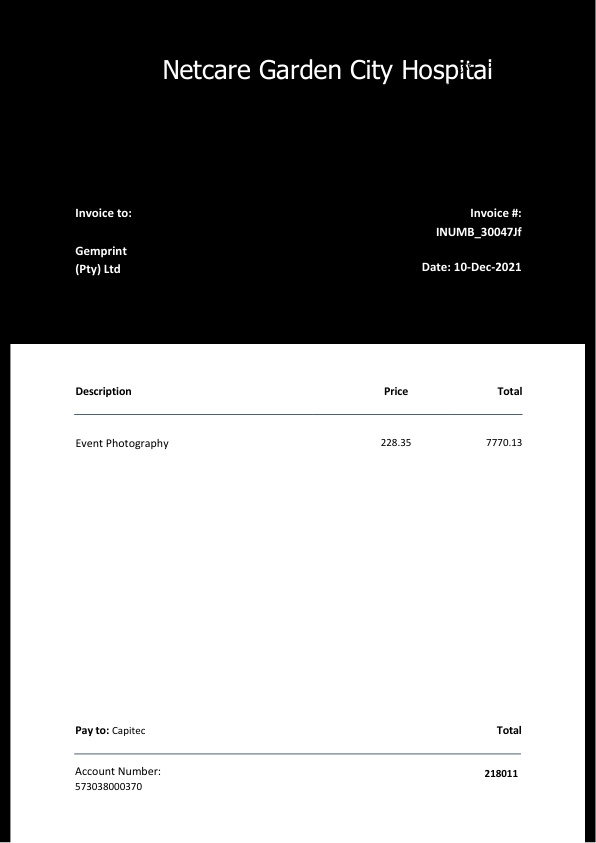 Netcare Garden City Hospital
Invoice to:
Invoice #:
INUMB_30047Jf
Gemprint
(Pty) Ltd
Date: 10-Dec-2021
Description Price Total
Event Photography 228.35 7770.13
Pay to: Capitec Total
Account Number:
573038000370
218011